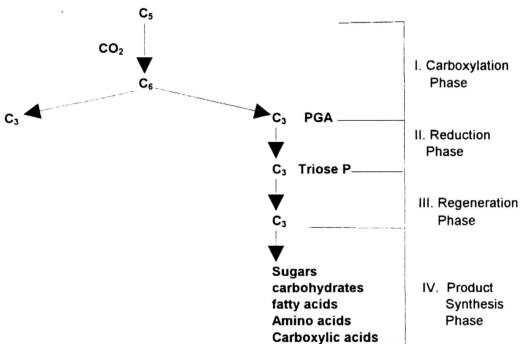 C₅
CO₂
C₆
C₃
C₃ PGA
C₃ Triose P
C₃
Sugars
carbohydrates
fatty acids
Amino acids
Carboxylic acids
I. Carboxylation
Phase
II. Reduction
Phase
III. Regeneration
Phase
IV. Product
Synthesis
Phase